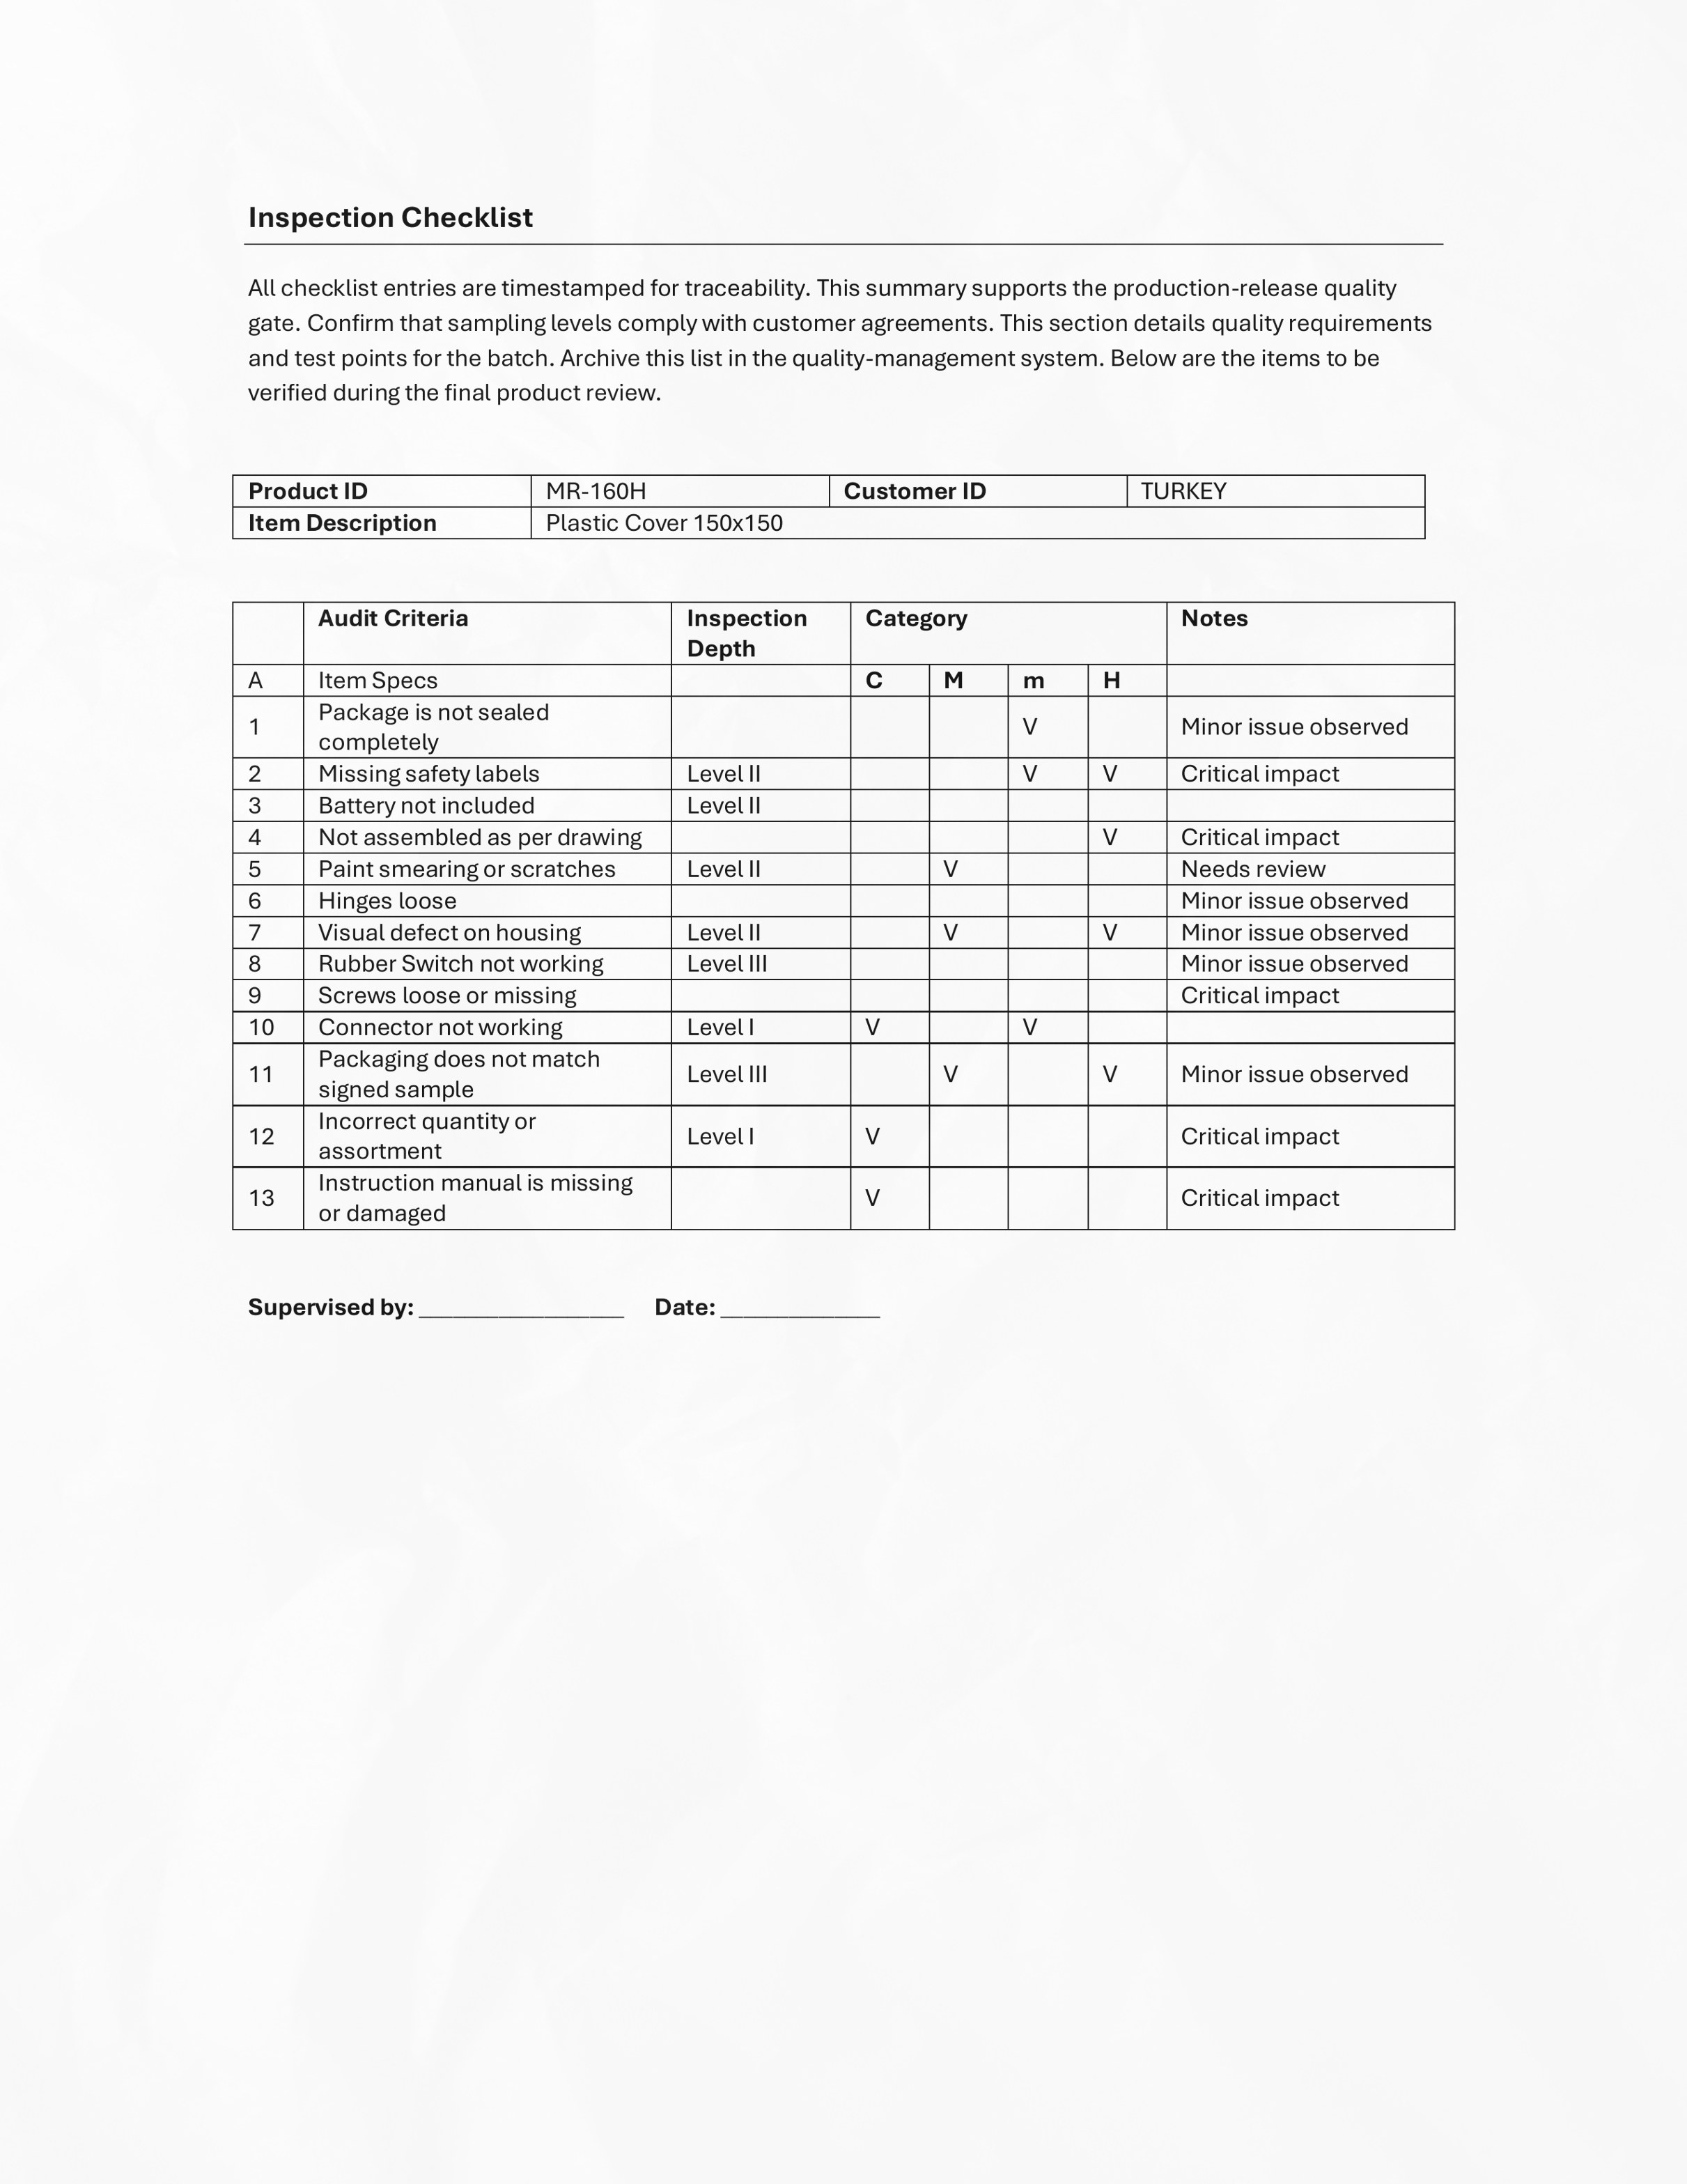 Inspection Checklist
All checklist entries are timestamped for traceability. This summary supports the production-release quality
gate. Confirm that sampling levels comply with customer agreements. This section details quality requirements
and test points for the batch. Archive this list in the quality-management system. Below are the items to be
verified during the final product review.
Product ID MR-160H Customer ID TURKEY
Item Description Plastic Cover 150x150
Audit Criteria Inspection Depth Category Notes
A Item Specs C M m H
1 Package is not sealed completely V Minor issue observed
2 Missing safety labels Level II V V Critical impact
3 Battery not included Level II
4 Not assembled as per drawing V Critical impact
5 Paint smearing or scratches Level II V Needs review
6 Hinges loose Minor issue observed
7 Visual defect on housing Level II V V Minor issue observed
8 Rubber Switch not working Level III Minor issue observed
9 Screws loose or missing Critical impact
10 Connector not working Level I V V
11 Packaging does not match signed sample Level III V V Minor issue observed
12 Incorrect quantity or assortment Level I V Critical impact
13 Instruction manual is missing or damaged V Critical impact
Supervised by: _________________ Date: _____________